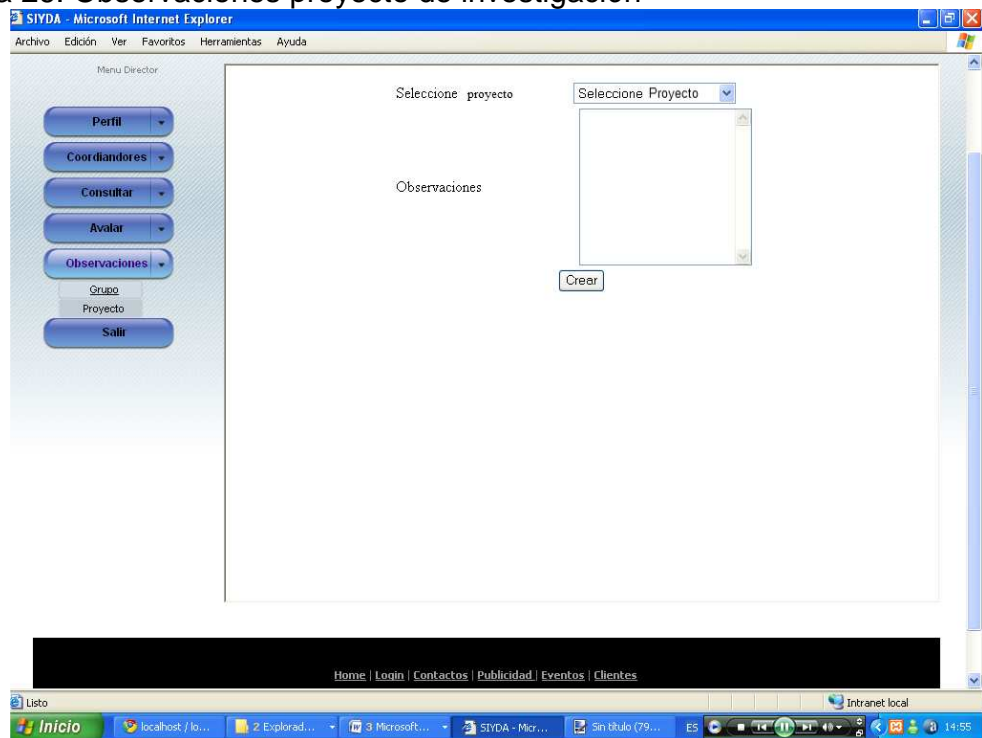 a 28. Observaciones proyecto de investigación
SIYDA - Microsoft Internet Explorer
Archivo Edición Ver Favoritos Herramientas Ayuda
Menu Director
Seleccione proyecto Seleccione Proyecto
Perfil
Coordiandores
Consultar
Observaciones
Avalar
Observaciones
Grupo
Proyecto
Crear
Salir
Home | Login | Contactos | Publicidad | Eventos | Clientes
Listo Intranet local
Inicio localhost / lo... 2 Explorad... 3 Microsoft... SIYDA - Micr... Sin título (79... ES 14:55